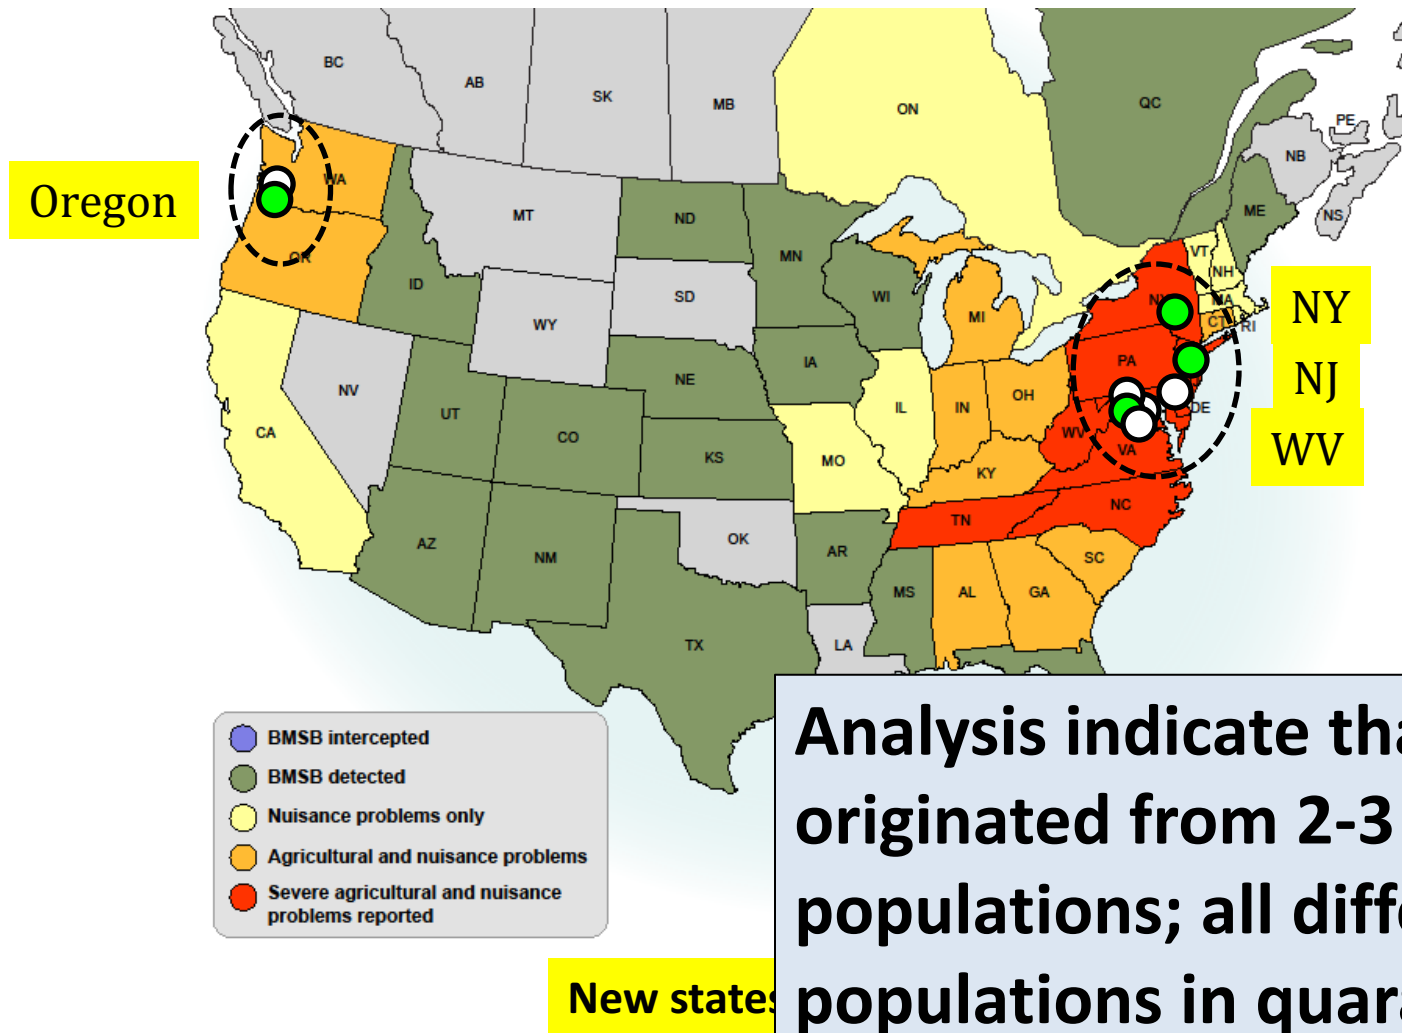 BC
AB
SK
MB
ON
QC
PE
NB
NS
ME
WA
Oregon
OR
MT
ND
MN
ID
SD
WI
WY
MI
VT
NH
NY
MA
CT
RI
NY
NJ
WV
PA
NV
UT
NE
IA
IL
IN
OH
DE
CA
CO
KS
MO
WV
VA
KY
AZ
NM
OK
AR
TN
NC
SC
MS
AL
GA
TX
LA
BMSB intercepted
BMSB detected
Nuisance problems only
Agricultural and nuisance problems
Severe agricultural and nuisance
problems reported
Analysis indicate
originated from 2-3
populations; all
populations in
New states